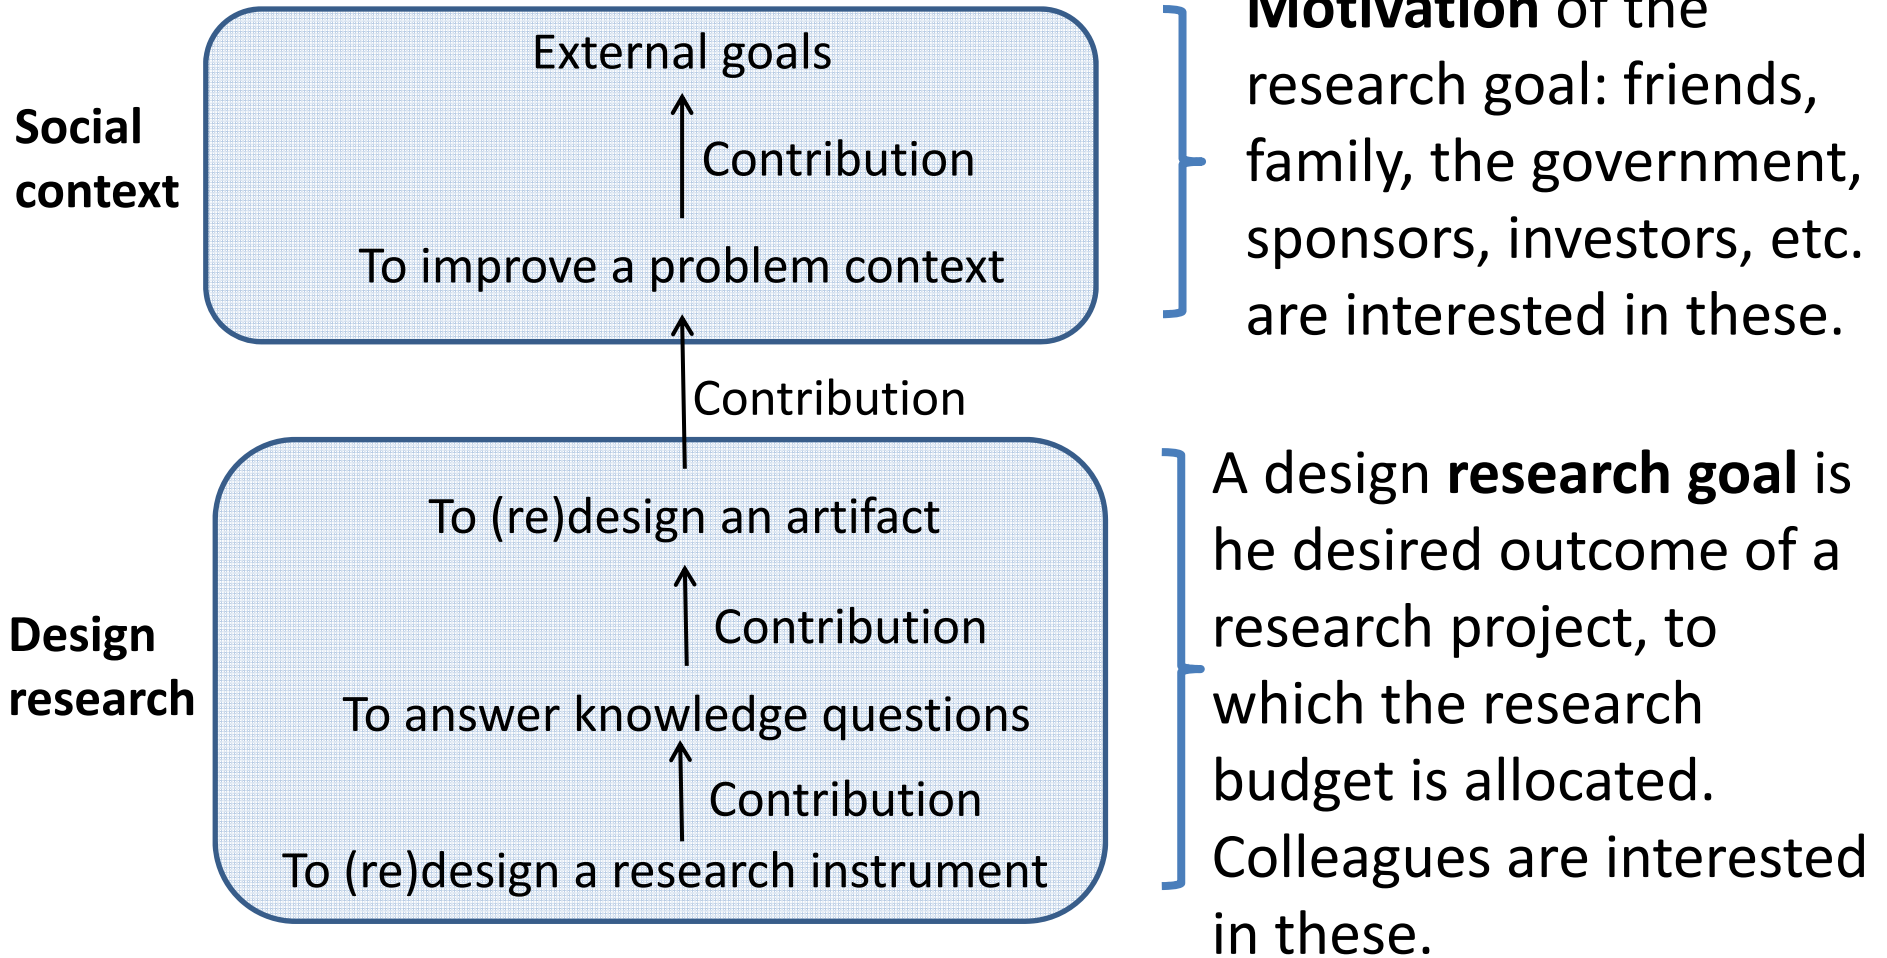 External goals
Contribution
To improve a problem context
Social
context
Motivation of the
research goal: friends,
family, the government,
sponsors, investors, etc.
are interested in these.
Contribution
To (re)design an artifact
Contribution
To answer knowledge questions
Contribution
To (re)design a research instrument
Design
research
A design research goal is
he desired outcome of a
research project, to
which the research
budget is allocated.
Colleagues are interested
in these.